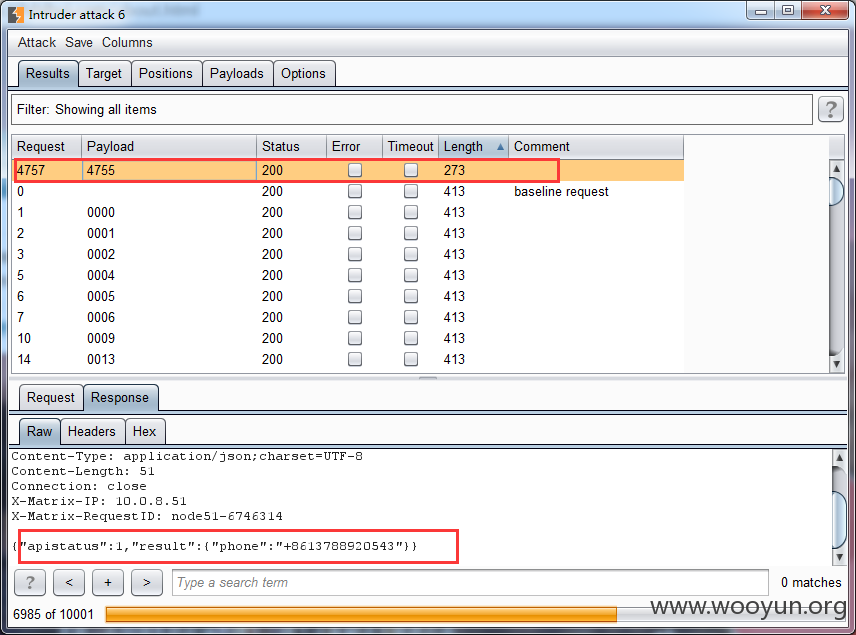 Intruder attack 6
Attack Save Columns
Results Target Positions Payloads Options
Filter: Showing all items ?
Request Payload Status Error Timeout Length Comment
4757 4755 200 273
0 200 413 baseline request
1 0000 200 413
2 0001 200 413
3 0002 200 413
5 0004 200 413
6 0005 200 413
7 0006 200 413
10 0009 200 413
14 0013 200 413
Request Response
Raw Headers Hex
Content-Type: application/json;charset=UTF-8
Content-Length: 51
Connection: close
X-Matrix-IP: 10.0.8.51
X-Matrix-RequestID: node51-6746314
{"apistatus":1,"result":{"phone":"+8613788920543"}}
? < + > Type a search term 0 matches
6985 of 10001
www.wooyun.org